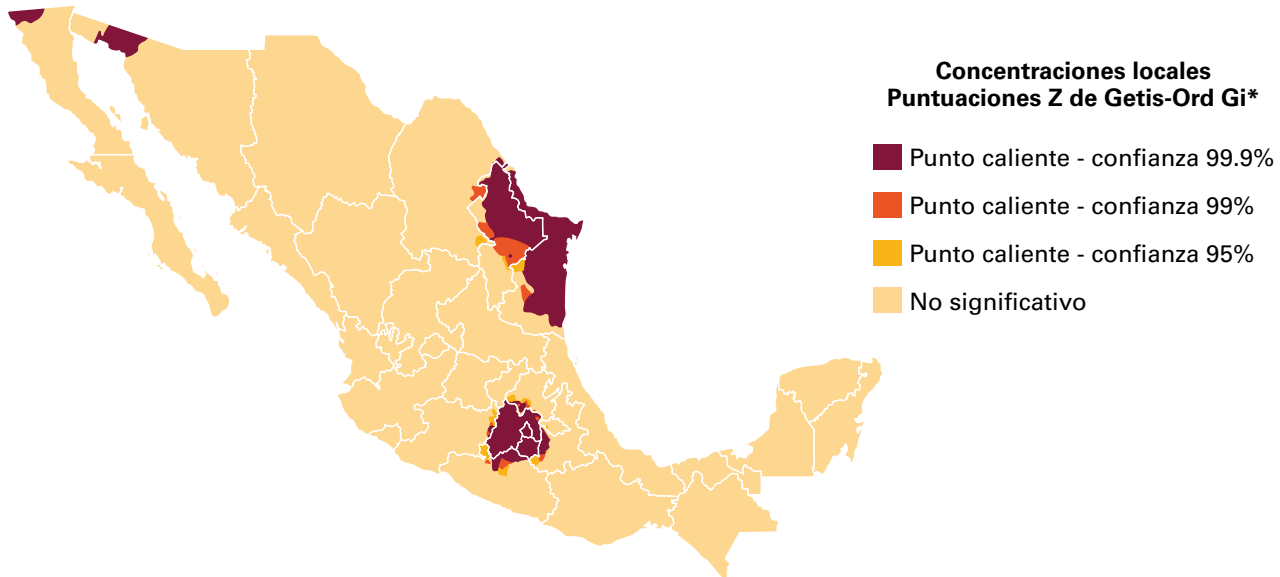 Concentraciones locales
Puntuaciones Z de Getis-Ord Gi*
Punto caliente - confianza 99.9%
Punto caliente - confianza 99%
Punto caliente - confianza 95%
No significativo